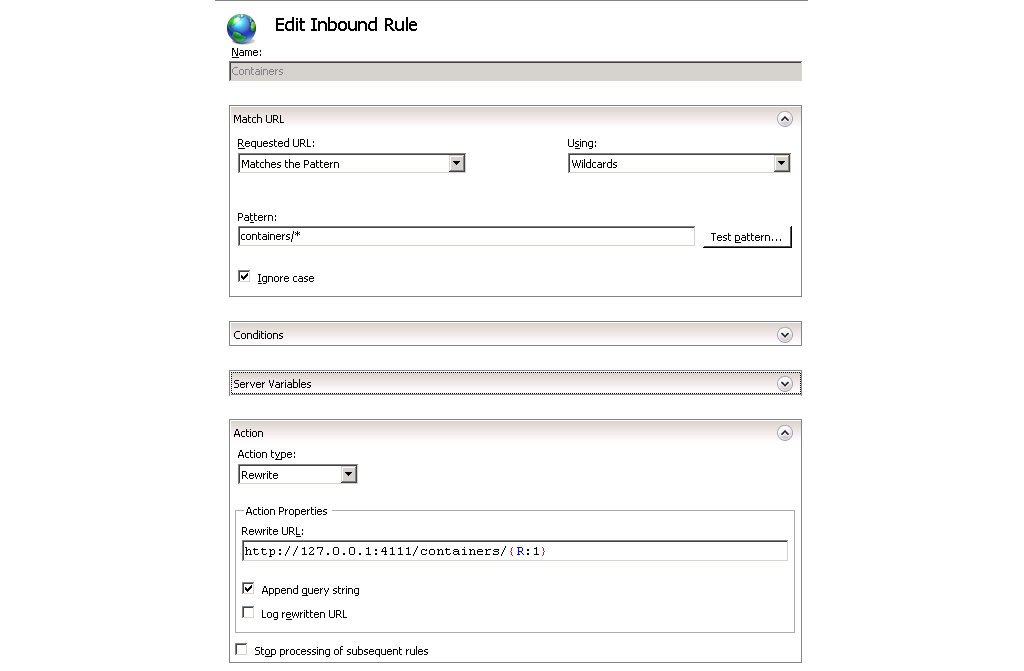 Edit Inbound Rule
Name:
Containers
Match URL
Requested URL: Using:
Matches the Pattern Wildcards
Pattern:
containers/* Test pattern...
Ignore case
Conditions
Server Variables
Action
Action type:
Rewrite
Action Properties
Rewrite URL:
http://127.0.0.1:4111/containers/{R:1}
Append query string
Log rewritten URL
Stop processing of subsequent rules